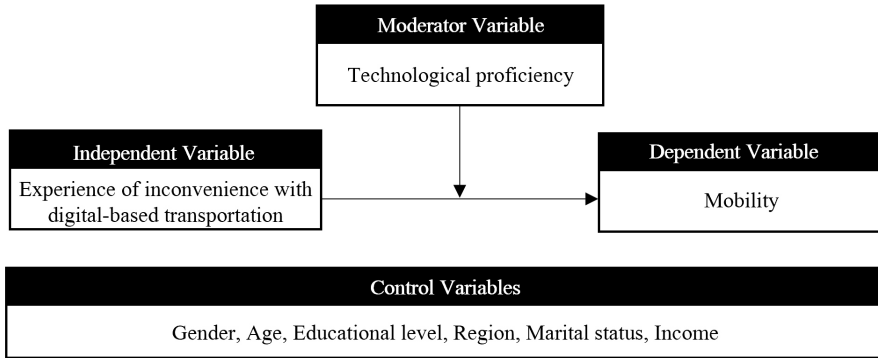 Moderator Variable
Technological proficiency
Independent Variable
Experience of inconvenience with
digital-based transportation
Dependent Variable
Mobility
Control Variables
Gender, Age, Educational level, Region, Marital status, Income